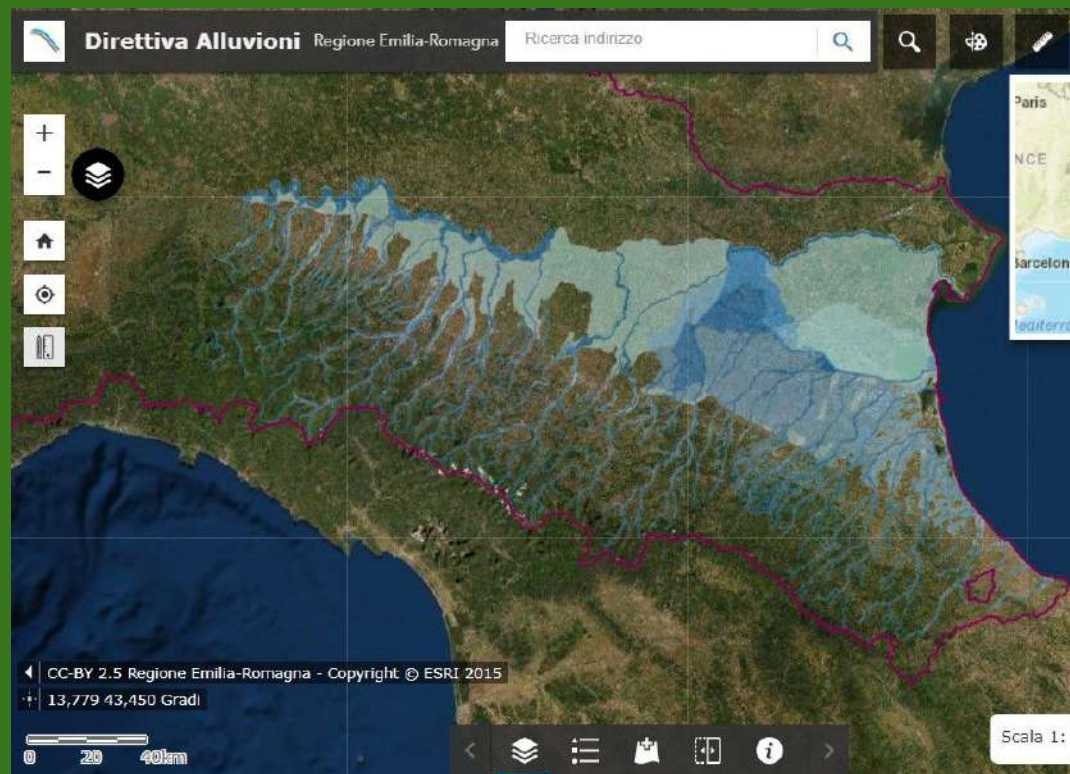 Direttiva Alluvioni Regione Emilia-Romagna
Ricerca indirizzo
Paris
NCE
Barcelon
Mediterra
CC-BY 2.5 Regione Emilia-Romagna - Copyright © ESRI 2015
13,779 43,450 Gradi
0 20 40km
Scala 1: